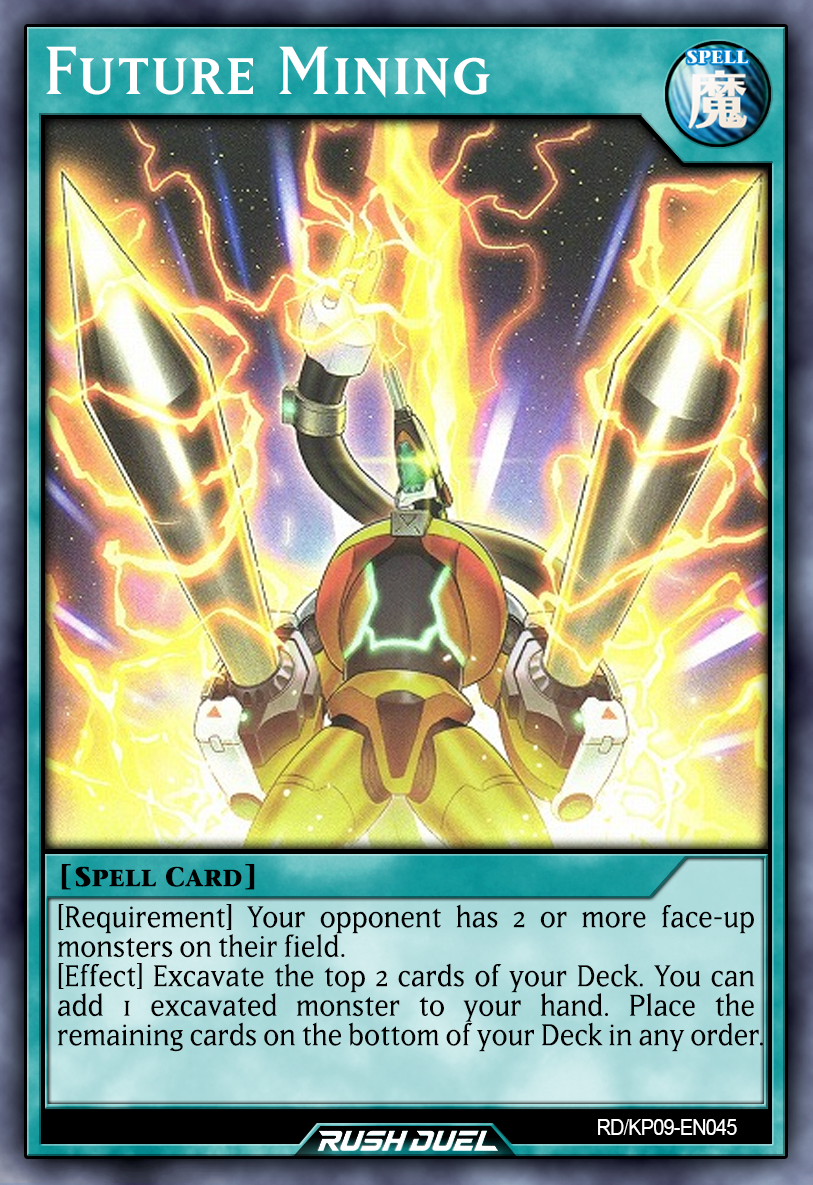 Future Mining
SPELL
魔
[Spell Card]
[Requirement] Your opponent has 2 or more face-up
monsters on their field.
[Effect] Excavate the top 2 cards of your Deck. You can
add 1 excavated monster to your hand. Place the
remaining cards on the bottom of your Deck in any order.
RD/KP09-EN045
RUSH DUEL